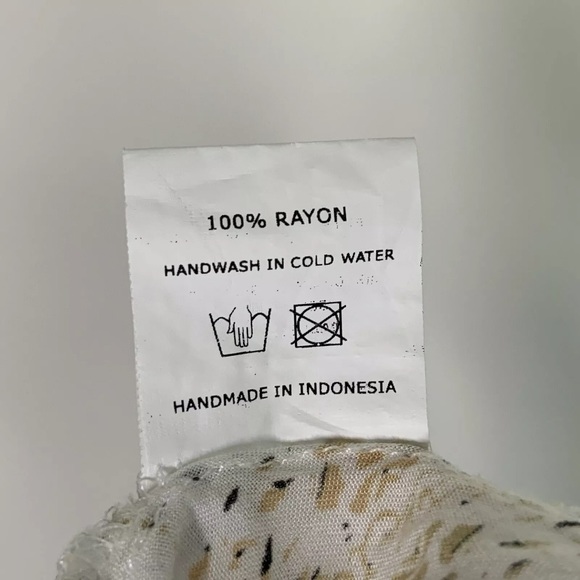 100% RAYON
HANDWASH IN COLD WATER
HANDMADE IN INDONESIA